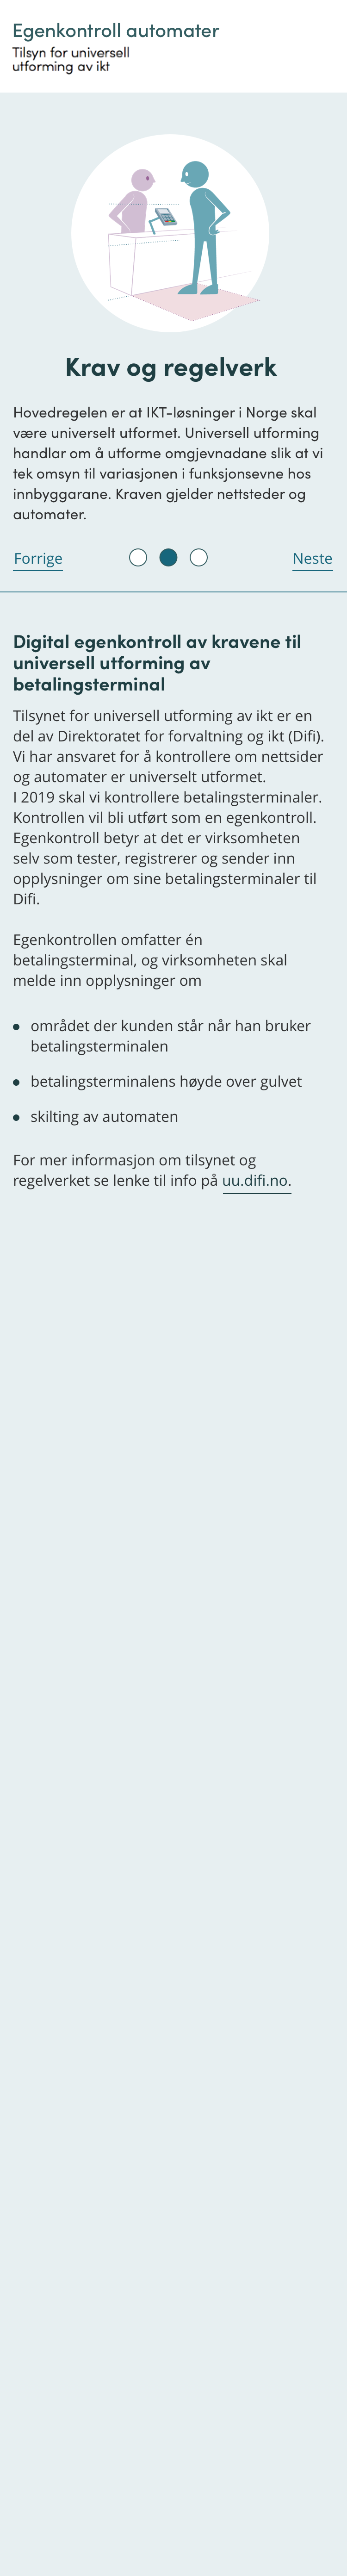 Egenkontroll automater
Tilsyn for universell
utforming av ikt
Krav og regelverk
Hovedregelen er at IKT-løsninger i Norge skal
være universelt utformet. Universell utforming
handlar om å utforme omgjevnadane slik at vi
tek omsyn til variasjonen i funksjonsevne hos
innbyggarane. Kraven gjelder nettsteder og
automater.
Forrige Neste
Digital egenkontroll av kravene til
universell utforming av
betalingsterminal
Tilsynet for universell utforming av ikt er en
del av Direktoratet for forvaltning og ikt (Difi).
Vi har ansvaret for å kontrollere om nettsider
og automater er universelt utformet.
I 2019 skal vi kontrollere betalingsterminaler.
Kontrollen vil bli utført som en egenkontroll.
Egenkontroll betyr at det er virksomheten
selv som tester, registrerer og sender inn
opplysninger om sine betalingsterminaler til
Difi.
Egenkontrollen omfatter én
betalingsterminal, og virksomheten skal
melde inn opplysninger om
• området der kunden står når han bruker
betalingsterminalen
• betalingsterminalens høyde over gulvet
• skilting av automaten
For mer informasjon om tilsynet og
regelverket se lenke til info på uu.difi.no.